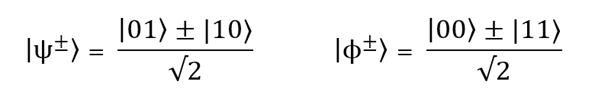 |ψ±⟩ = (|01⟩ ± |10⟩)/√2    |ϕ±⟩ = (|00⟩ ± |11⟩)/√2